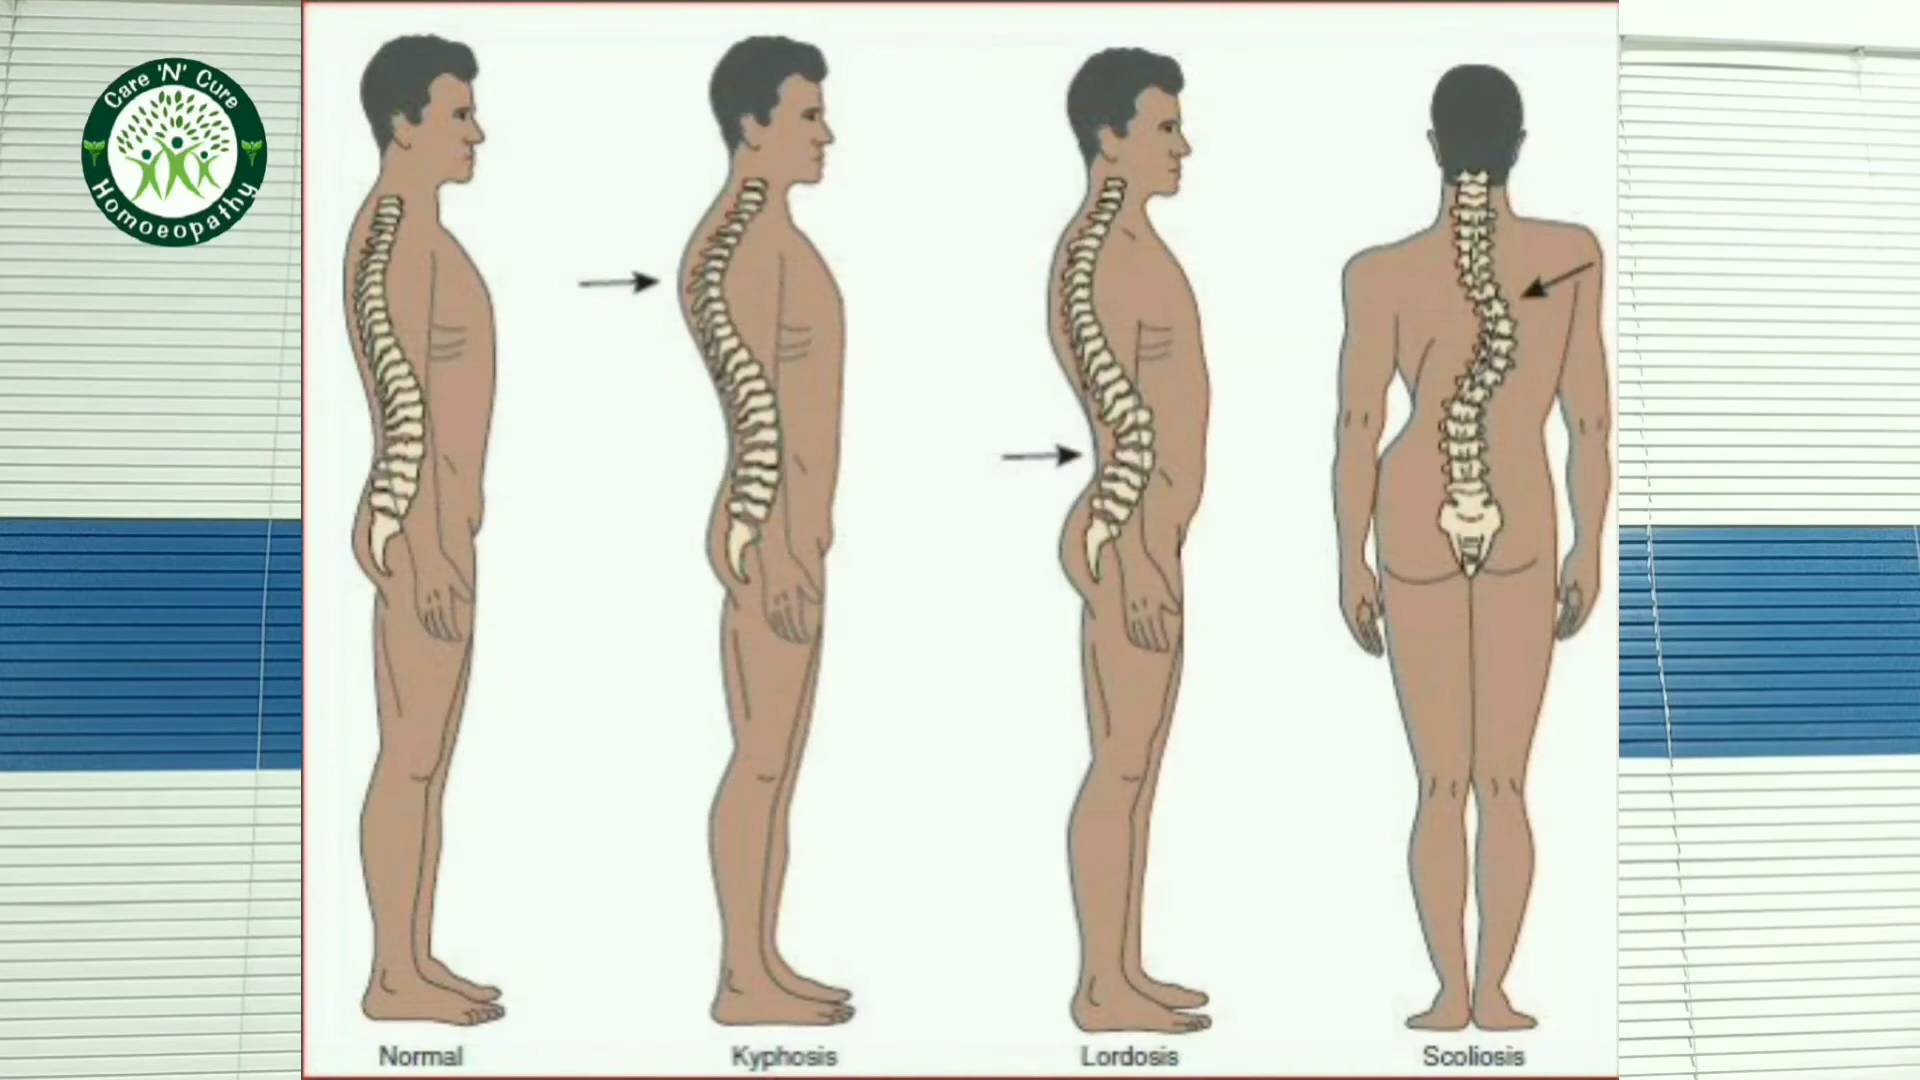 Care 'N' Cure
Homoeopathy
Normal
Kyphosis
Lordosis
Scoliosis